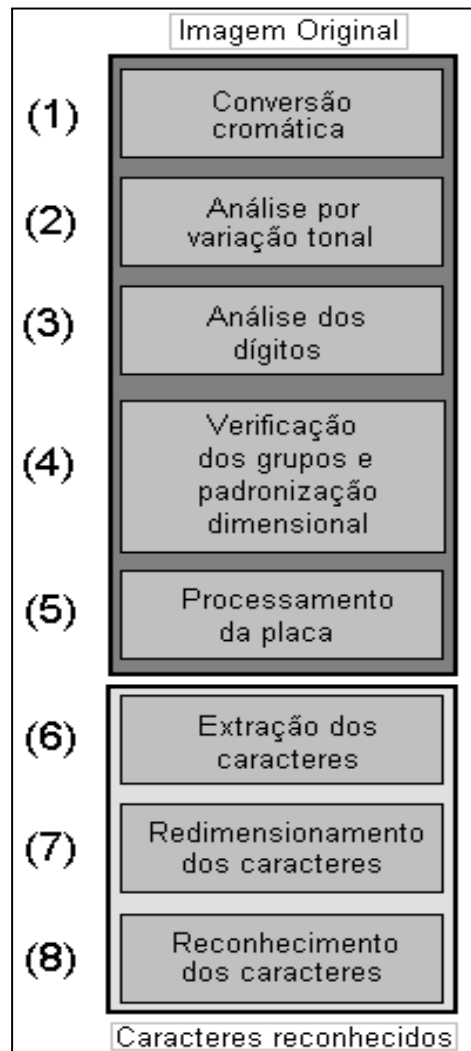 Imagem Original
(1)
Conversão
cromática
(2)
Análise por
variação tonal
(3)
Análise dos
dígitos
(4)
Verificação
dos grupos e
padronização
dimensional
(5)
Processamento
da placa
(6)
Extração dos
caracteres
(7)
Redimensionamento
dos caracteres
(8)
Reconhecimento
dos caracteres
Caracteres reconhecidos